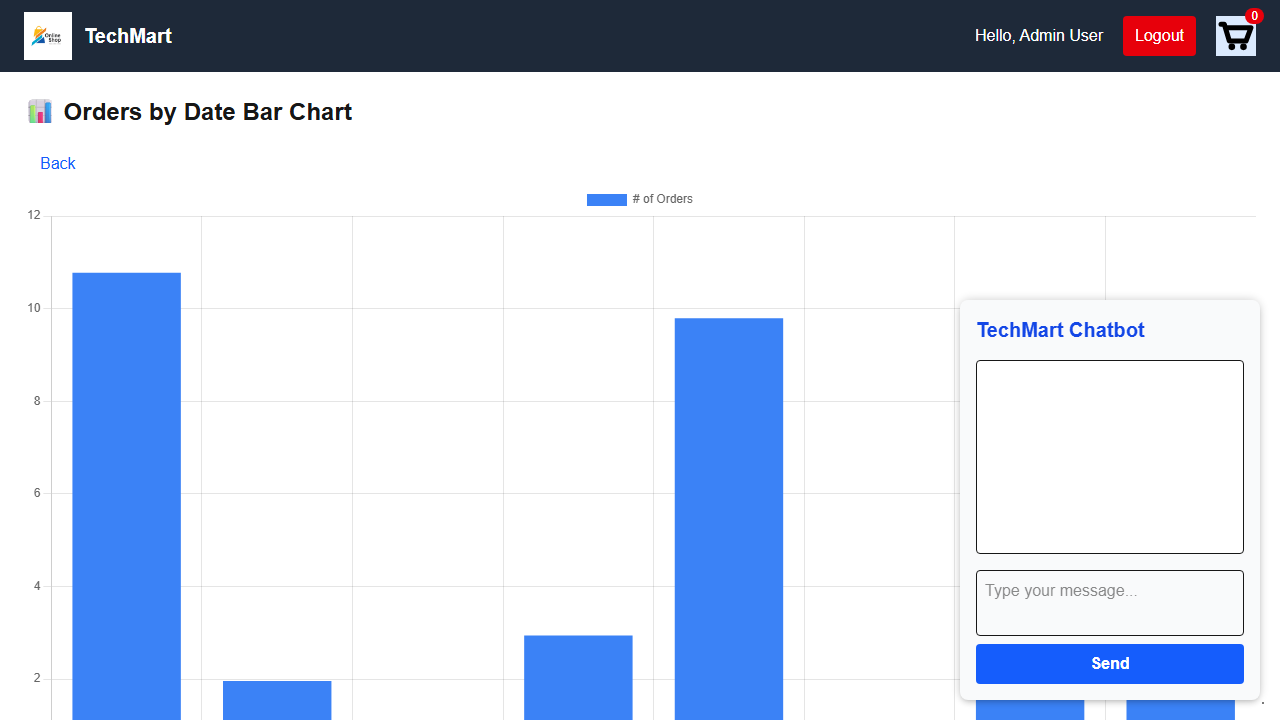 Online
Shop
TechMart
Hello, Admin User
Logout
0
Orders by Date Bar Chart
Back
# of Orders
12
10
8
6
4
2
TechMart Chatbot
Type your message...
Send